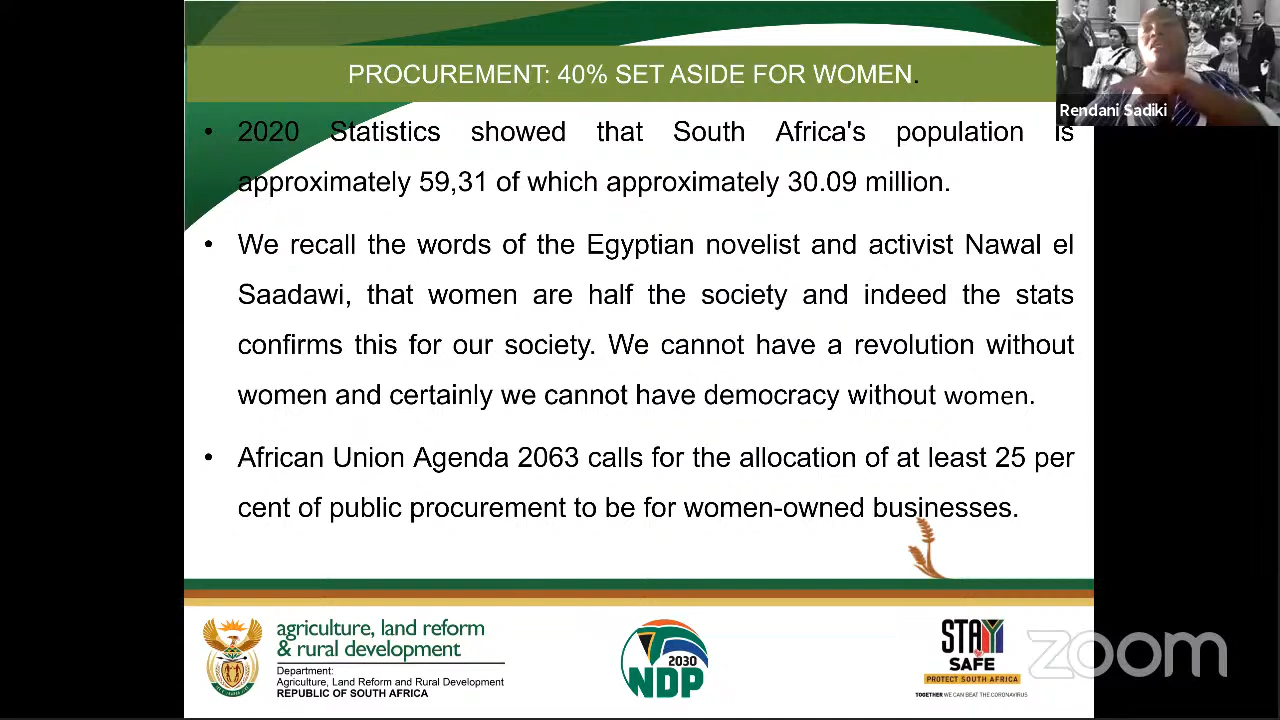 PROCUREMENT: 40% SET ASIDE FOR WOMEN.
Rendani Sadiki
• 2020 Statistics showed that South Africa's population is
approximately 59,31 of which approximately 30.09 million.
• We recall the words of the Egyptian novelist and activist Nawal el
Saadawi, that women are half the society and indeed the stats
confirms this for our society. We cannot have a revolution without
women and certainly we cannot have democracy without women.
• African Union Agenda 2063 calls for the allocation of at least 25 per
cent of public procurement to be for women-owned businesses.
agriculture, land reform
& rural development
Department:
Agriculture, Land Reform and Rural Development
REPUBLIC OF SOUTH AFRICA
2030
NDP
STAY
SAFE
PROTECT SOUTH AFRICA
TOGETHER WE CAN BEAT THE CORONAVIRUS
zoom